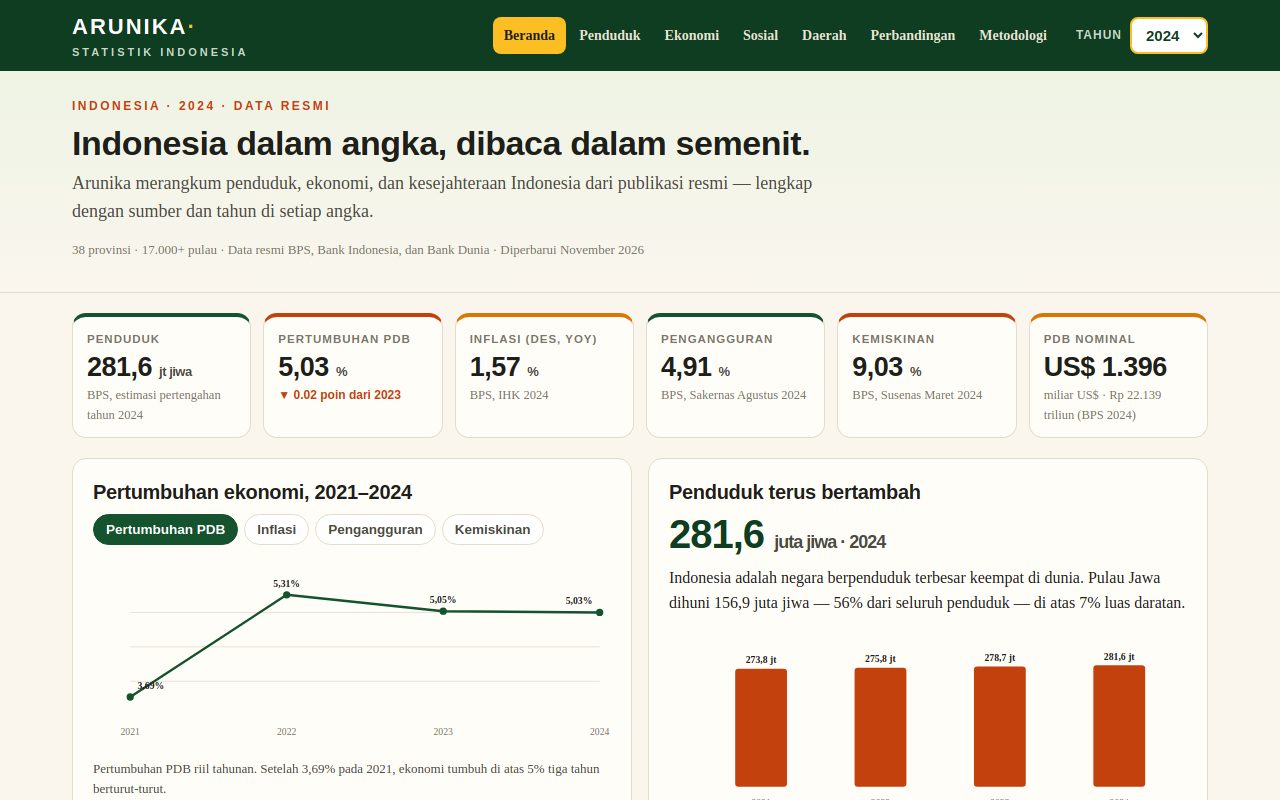 ARUNIKA·
STATISTIK INDONESIA
Beranda Penduduk Ekonomi Sosial Daerah Perbandingan Metodologi TAHUN 2024
INDONESIA · 2024 · DATA RESMI
Indonesia dalam angka, dibaca dalam semenit.
Arunika merangkum penduduk, ekonomi, dan kesejahteraan Indonesia dari publikasi resmi — lengkap
dengan sumber dan tahun di setiap angka.
38 provinsi · 17.000+ pulau · Data resmi BPS, Bank Indonesia, dan Bank Dunia · Diperbarui November 2026
PENDUDUK
281,6 jt jiwa
BPS, estimasi pertengahan
tahun 2024
PERTUMBUHAN PDB
5,03 %
▼ 0.02 poin dari 2023
INFLASI (DES, YOY)
1,57 %
BPS, IHK 2024
PENGANGGURAN
4,91 %
BPS, Sakernas Agustus 2024
KEMISKINAN
9,03 %
BPS, Susenas Maret 2024
PDB NOMINAL
US$ 1.396
miliar US$ · Rp 22.139
triliun (BPS 2024)
Pertumbuhan ekonomi, 2021–2024
Pertumbuhan PDB Inflasi Pengangguran Kemiskinan
5,31%
5,05%
5,03%
3,69%
2021 2022 2023 2024
Pertumbuhan PDB riil tahunan. Setelah 3,69% pada 2021, ekonomi tumbuh di atas 5% tiga tahun
berturut-turut.
Penduduk terus bertambah
281,6 juta jiwa · 2024
Indonesia adalah negara berpenduduk terbesar keempat di dunia. Pulau Jawa
dihuni 156,9 juta jiwa — 56% dari seluruh penduduk — di atas 7% luas daratan.
273,8 jt 275,8 jt 278,7 jt 281,6 jt